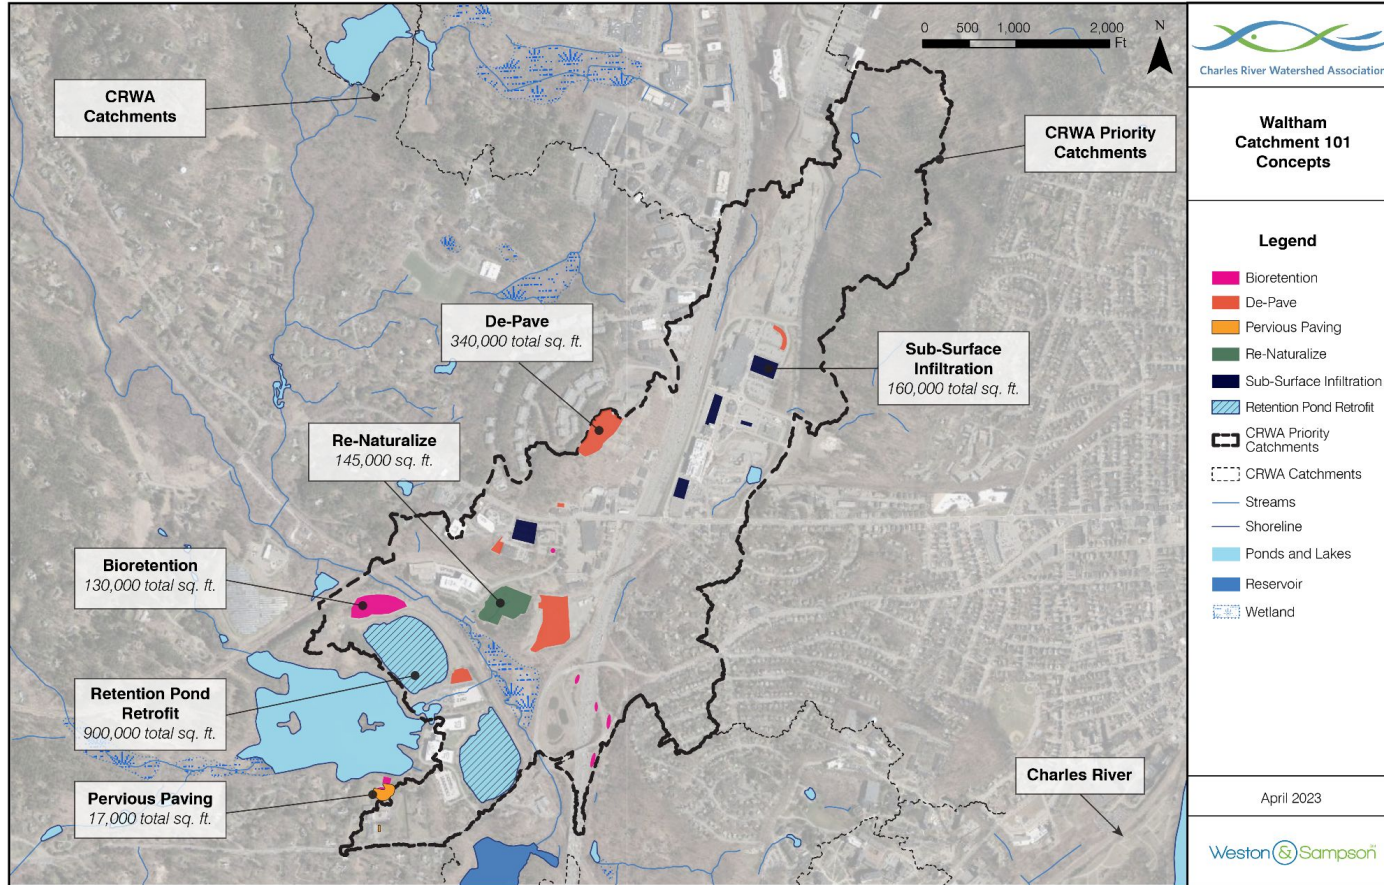 0 500 1,000 2,000
Ft
N
CRWA
Catchments
CRWA Priority
Catchments
De-Pave
340,000 total sq. ft.
Sub-Surface
Infiltration
160,000 total sq. ft.
Re-Naturalize
145,000 sq. ft.
Bioretention
130,000 total sq. ft.
Retention Pond
Retrofit
900,000 total sq. ft.
Pervious Paving
17,000 total sq. ft.
Charles River
Charles River Watershed Association
Waltham
Catchment 101
Concepts
Legend
Bioretention
De-Pave
Pervious Paving
Re-Naturalize
Sub-Surface Infiltration
Retention Pond Retrofit
CRWA Priority
Catchments
CRWA Catchments
Streams
Shoreline
Ponds and Lakes
Reservoir
Wetland
April 2023
Weston & Sampson